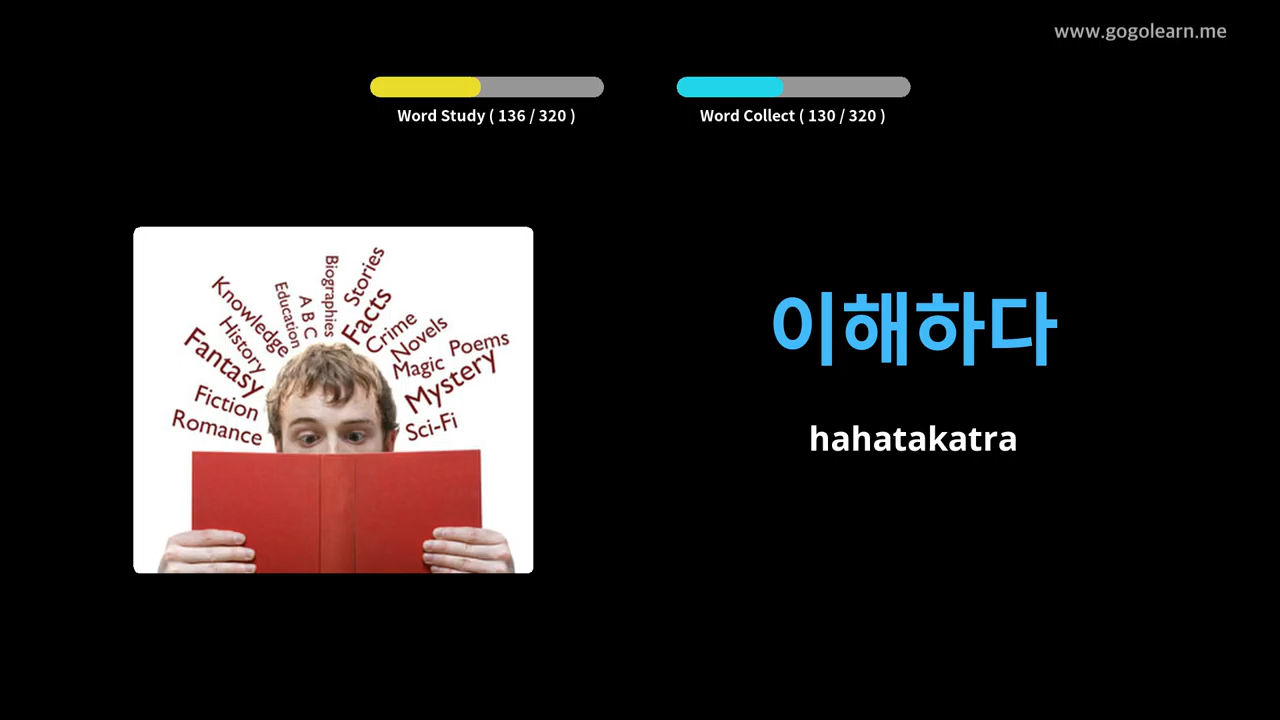 www.gogolearn.me
Word Study ( 136 / 320 )
Word Collect ( 130 / 320 )
Knowledge
History
Fantasy
Fiction
Romance
Education
A B C
Biographies
Stories
Facts
Crime
Novels
Magic
Poems
Mystery
Sci-Fi
이해하다
hahatakatra